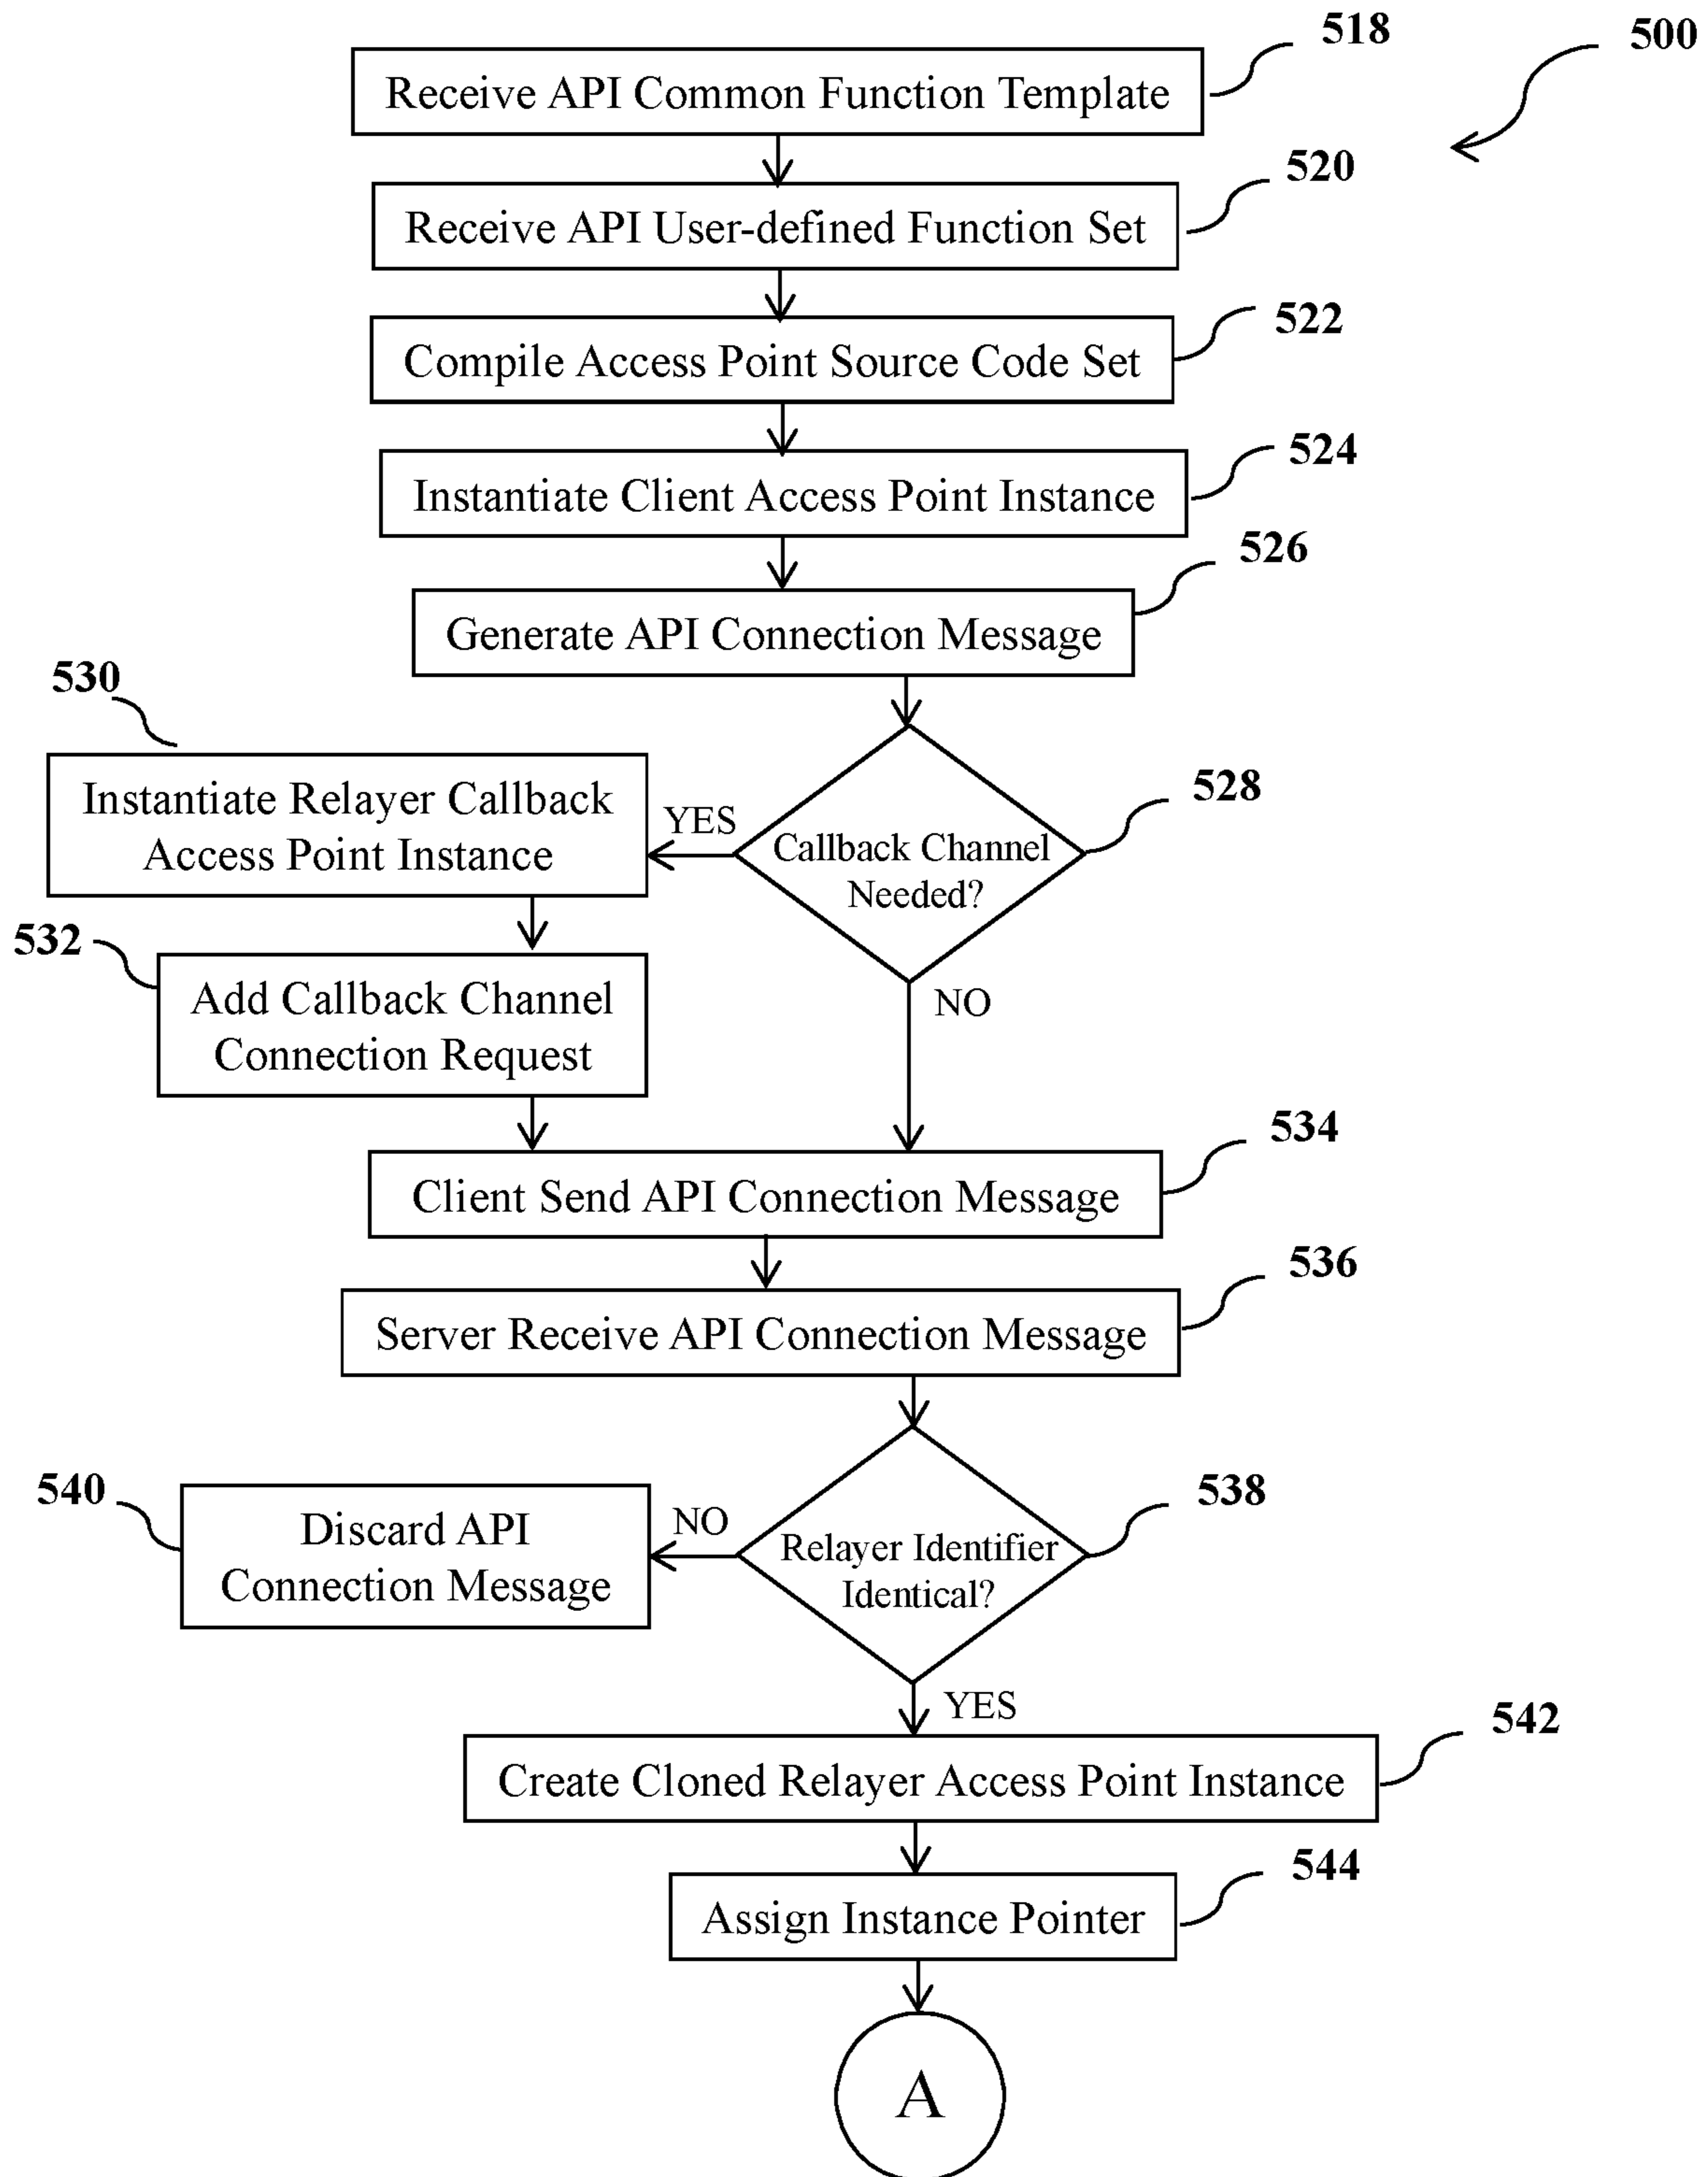 518
500
Receive API Common Function Template
520
Receive API User-defined Function Set
522
Compile Access Point Source Code Set
524
Instantiate Client Access Point Instance
526
Generate API Connection Message
530
528
Instantiate Relayer Callback
Access Point Instance
YES
Callback Channel
Needed?
532
Add Callback Channel
Connection Request
NO
534
Client Send API Connection Message
536
Server Receive API Connection Message
540
538
Discard API
Connection Message
NO
Relayer Identifier
Identical?
YES
542
Create Cloned Relayer Access Point Instance
544
Assign Instance Pointer
A